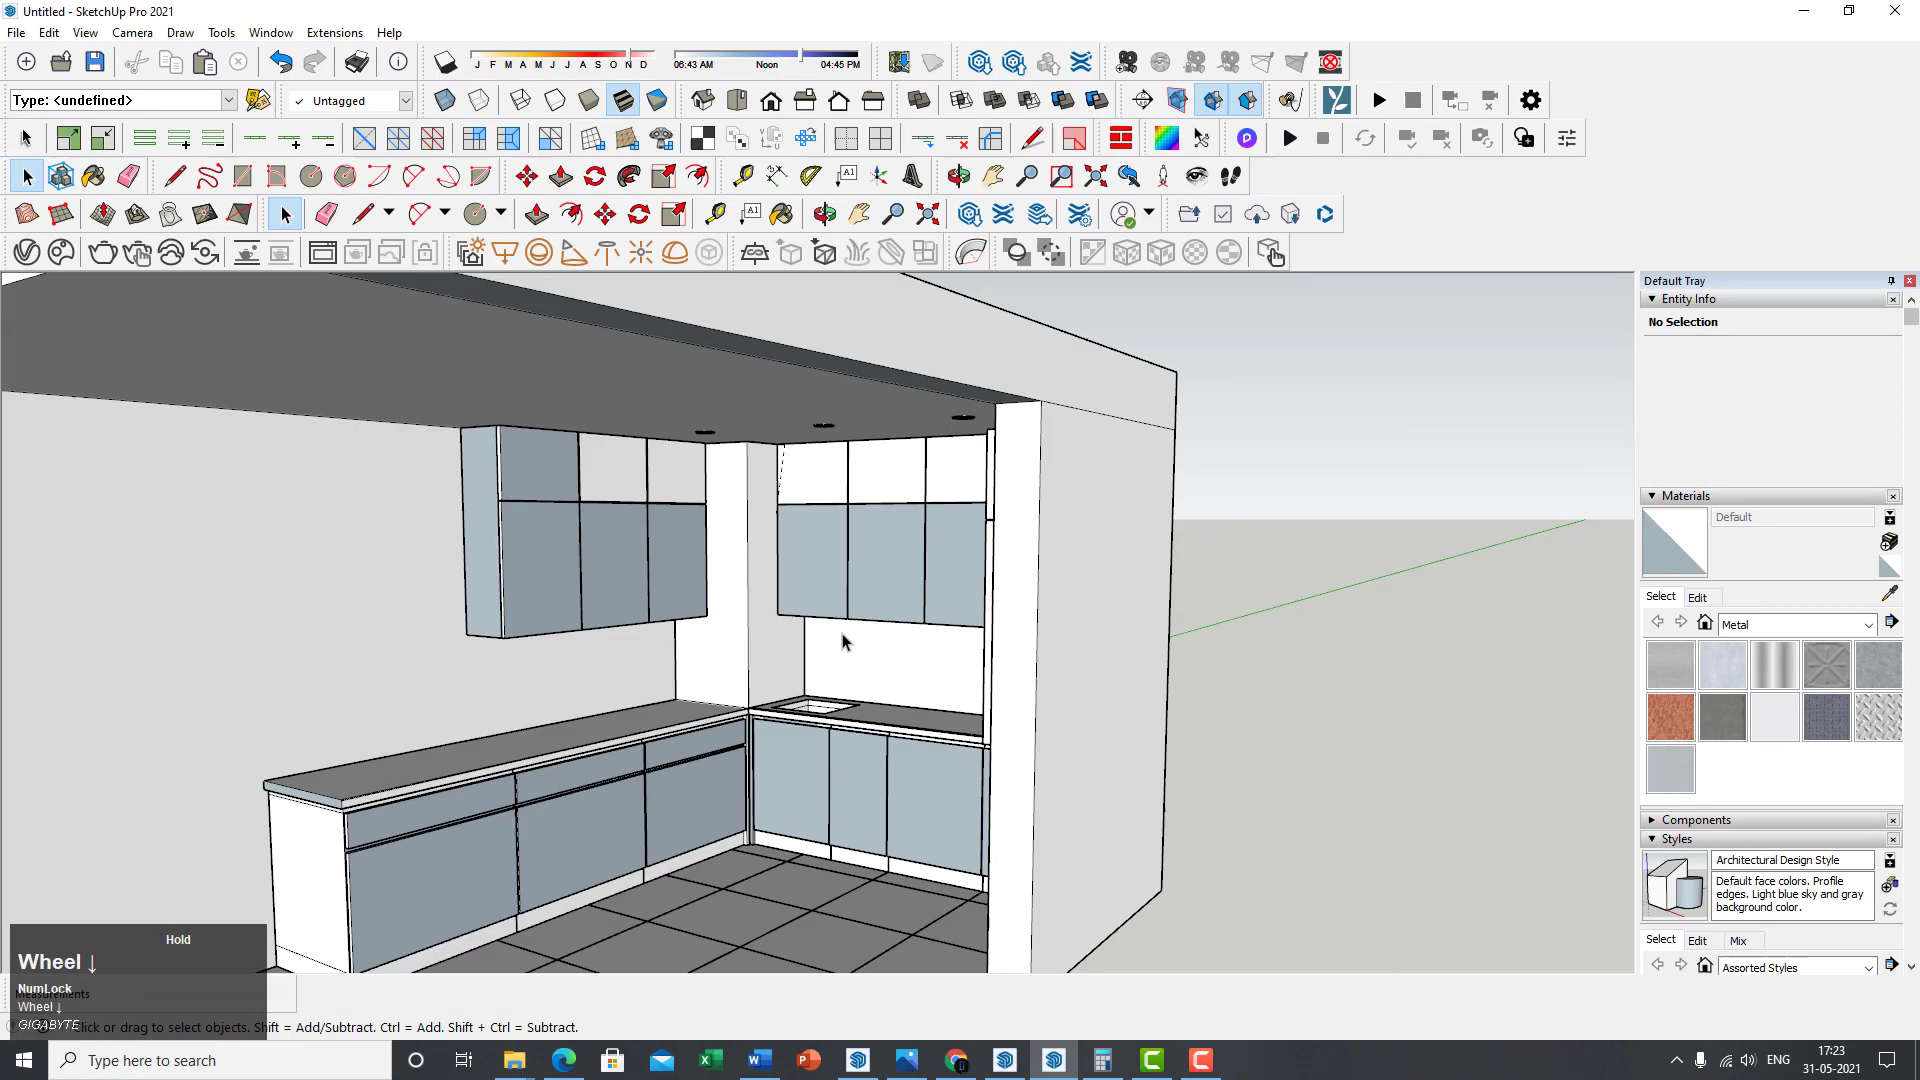 Untitled - SketchUp Pro 2021
File Edit View Camera Draw Tools Window Extensions Help
J F M A M J J A S O N D 06:43 AM Noon 04:45 PM
Type: <undefined> ✓ Untagged
A1
A1
Default Tray
Entity Info
No Selection
Materials
Default
Select Edit
Metal
Components
Styles
Architectural Design Style
Default face colors. Profile
edges. Light blue sky and gray
background color.
Select Edit Mix
Assorted Styles
Hold
Wheel ↓
NumLock
Measurements
Wheel ↓
GIGABYTE
Click or drag to select objects. Shift = Add/Subtract. Ctrl = Add. Shift + Ctrl = Subtract.
Type here to search
ENG
17:23
31-05-2021